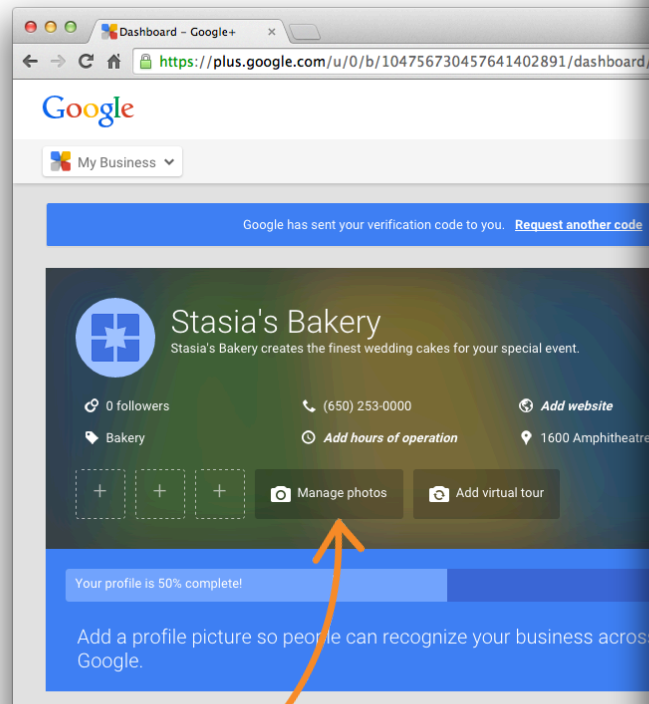 Dashboard – Google+
https://plus.google.com/u/0/b/104756730457641402891/dashboard/
Google
My Business
Google has sent your verification code to you. Request another code
Stasia's Bakery
Stasia's Bakery creates the finest wedding cakes for your special event.
0 followers (650) 253-0000 Add website
Bakery Add hours of operation 1600 Amphitheatre
+ + + Manage photos Add virtual tour
Your profile is 50% complete!
Add a profile picture so people can recognize your business across
Google.